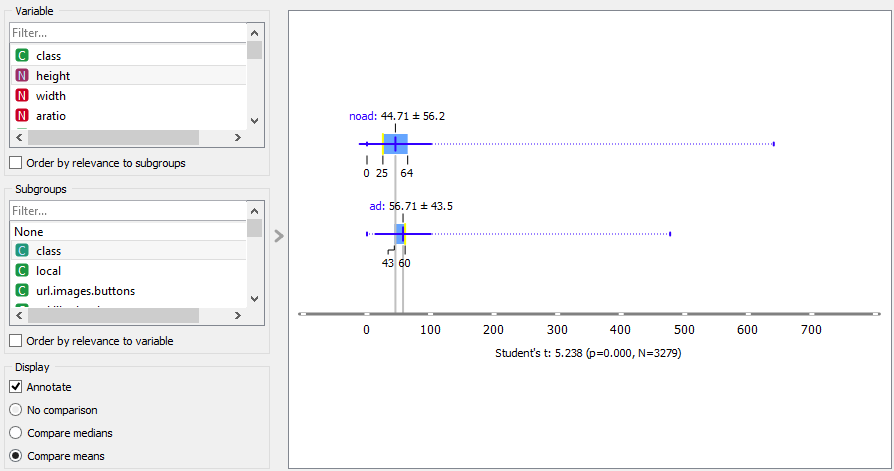 Variable
Filter...
C class
N height
N width
N aratio
Order by relevance to subgroups
Subgroups
Filter...
None
C class
C local
C url.images.buttons
Order by relevance to variable
Display
Annotate
No comparison
Compare medians
Compare means
noad: 44.71 ± 56.2
0 25 64
ad: 56.71 ± 43.5
43 60
0 100 200 300 400 500 600 700
Student's t: 5.238 (p=0.000, N=3279)